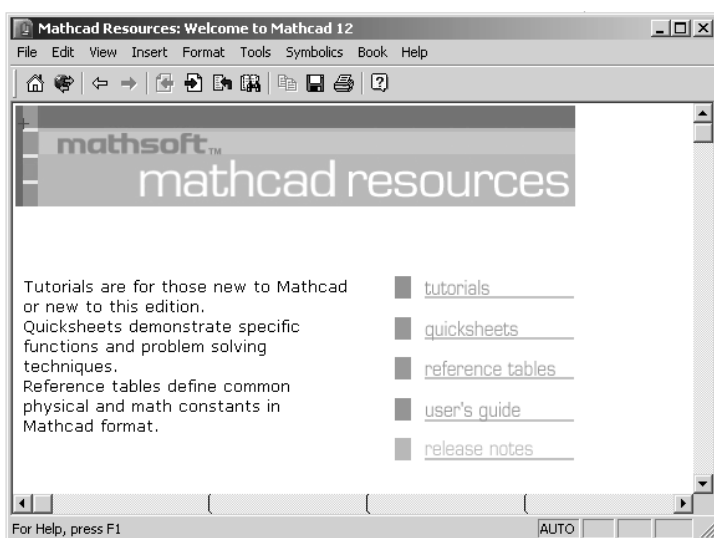 Mathcad Resources: Welcome to Mathcad 12
File Edit View Insert Format Tools Symbolics Book Help
mathsoft™
mathcad resources
Tutorials are for those new to Mathcad
or new to this edition.
Quicksheets demonstrate specific
functions and problem solving
techniques.
Reference tables define common
physical and math constants in
Mathcad format.
tutorials
quicksheets
reference tables
user's guide
release notes
For Help, press F1
AUTO